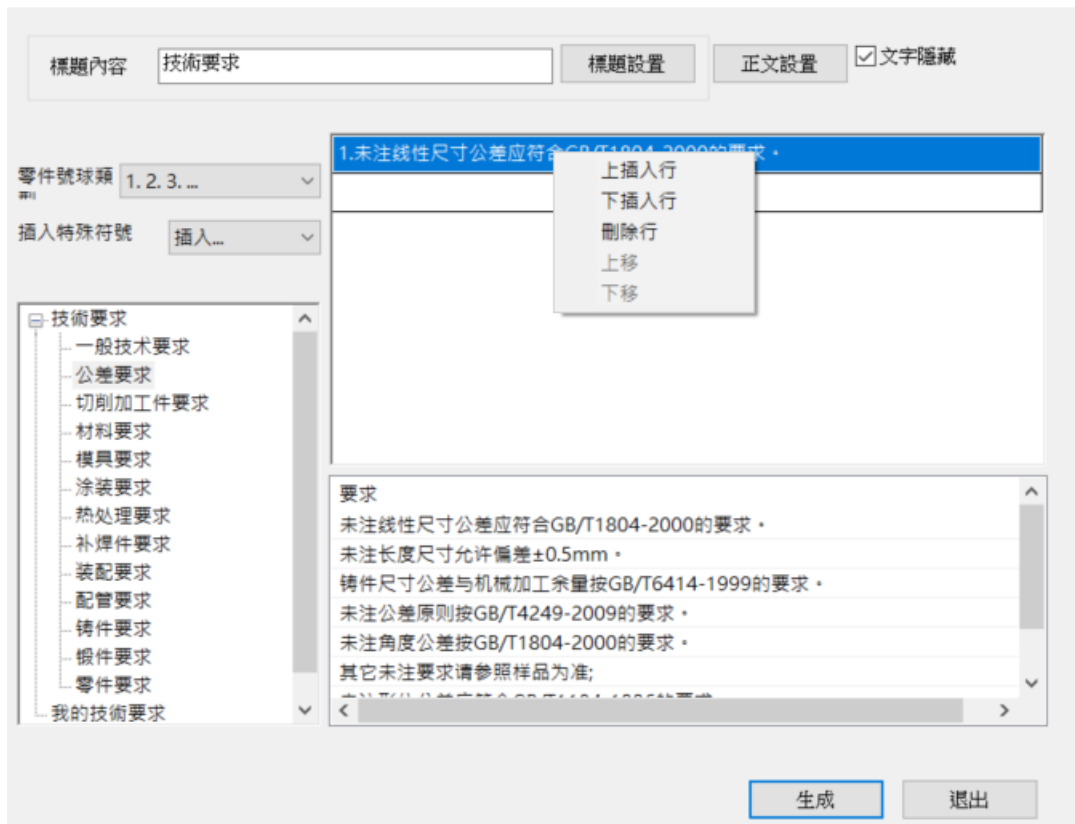 標題內容
技術要求
標題設置
正文設置
文字隱藏
零件號球類
1. 2. 3. ...
插入特殊符號
插入...
1.未注线性尺寸公差应符合GB/T1804-2000的要求。
上插入行
下插入行
刪除行
上移
下移
技術要求
一般技术要求
公差要求
切削加工件要求
材料要求
模具要求
涂装要求
热处理要求
补焊件要求
装配要求
配管要求
铸件要求
锻件要求
零件要求
我的技術要求
要求
未注线性尺寸公差应符合GB/T1804-2000的要求。
未注长度尺寸允许偏差±0.5mm。
铸件尺寸公差与机械加工余量按GB/T6414-1999的要求。
未注公差原则按GB/T4249-2009的要求。
未注角度公差按GB/T1804-2000的要求。
其它未注要求请参照样品为准;
生成
退出